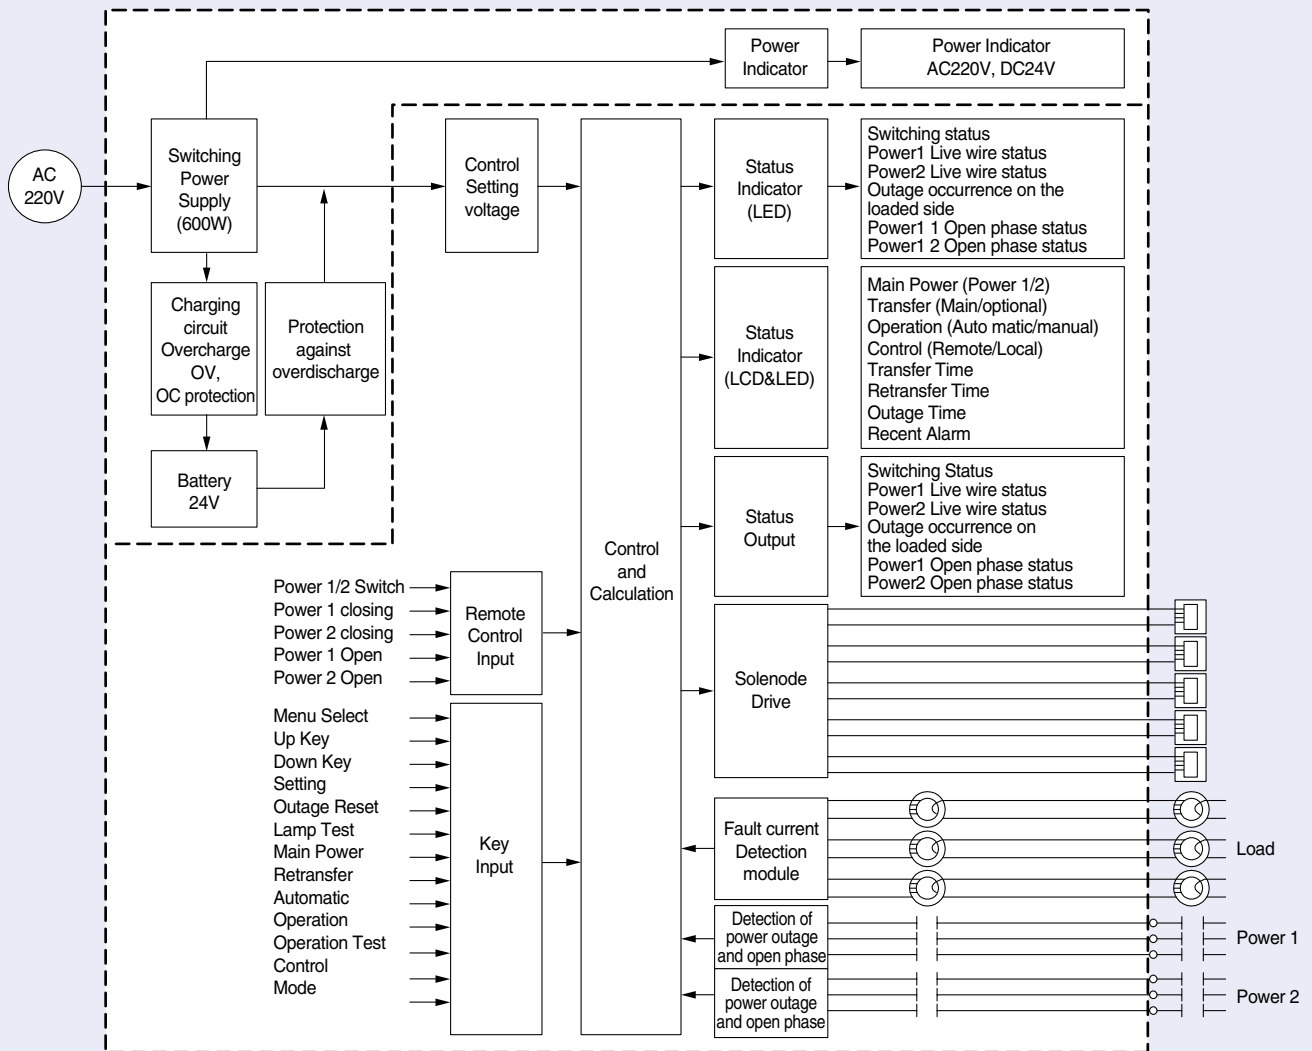 Power
Indicator
Power Indicator
AC220V, DC24V
AC
220V
Switching
Power
Supply
(600W)
Control
Setting
voltage
Status
Indicator
(LED)
Switching status
Power1 Live wire status
Power2 Live wire status
Outage occurrence on the
loaded side
Power1 1 Open phase status
Power1 2 Open phase status
Charging
circuit
Overcharge
OV,
OC protection
Protection
against
overdischarge
Status
Indicator
(LCD&LED)
Main Power (Power 1/2)
Transfer (Main/optional)
Operation (Auto matic/manual)
Control (Remote/Local)
Transfer Time
Retransfer Time
Outage Time
Recent Alarm
Battery
24V
Status
Output
Switching Status
Power1 Live wire status
Power2 Live wire status
Outage occurrence on
the loaded side
Power1 Open phase status
Power2 Open phase status
Control
and
Calculation
Power 1/2 Switch
Power 1 closing
Power 2 closing
Power 1 Open
Power 2 Open
Remote
Control
Input
Solenode
Drive
Menu Select
Up Key
Down Key
Setting
Outage Reset
Lamp Test
Main Power
Retransfer
Automatic
Operation
Operation Test
Control
Mode
Key
Input
Fault current
Detection
module
Load
Detection of
power outage
and open phase
Power 1
Detection of
power outage
and open phase
Power 2